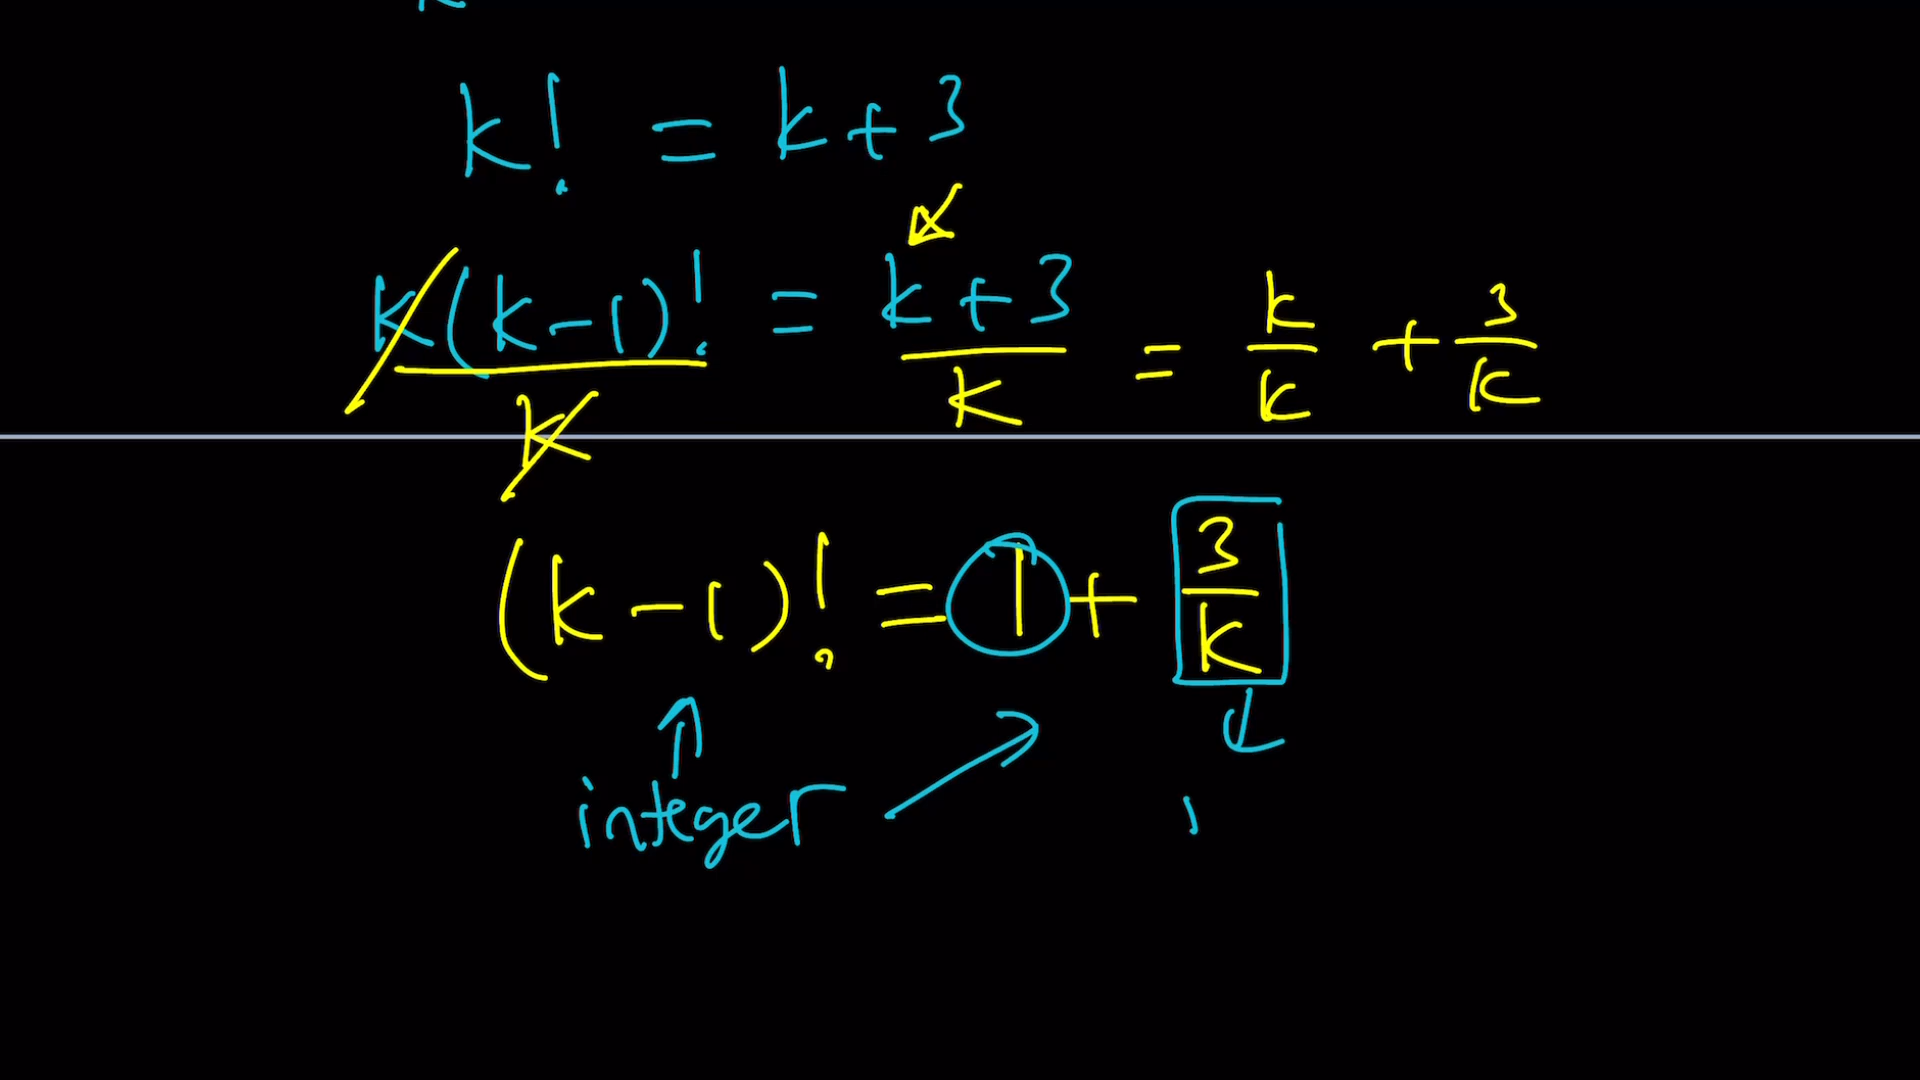 k! = k+3
k(k-1)!/k = k+3/k = k/k + 3/k
(k-1)! = 1 + 3/k
integer